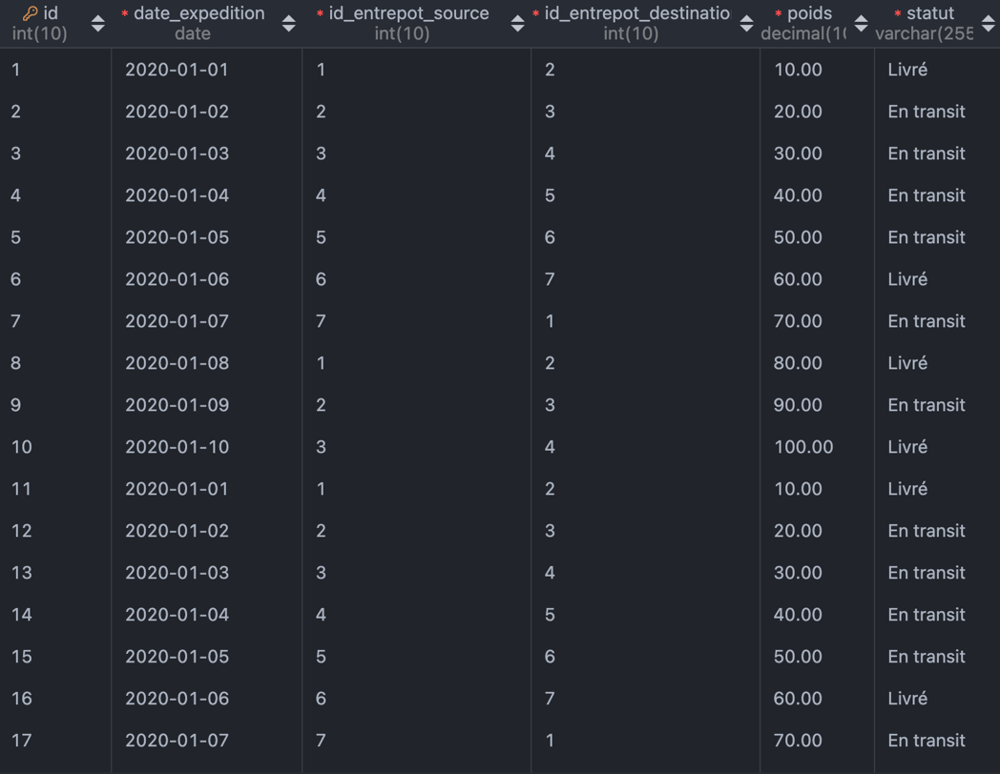 id * date_expedition * id_entrepot_source * id_entrepot_destinatio * poids * statut
int(10) date int(10) int(10) decimal(10 varchar(255
1 2020-01-01 1 2 10.00 Livré
2 2020-01-02 2 3 20.00 En transit
3 2020-01-03 3 4 30.00 En transit
4 2020-01-04 4 5 40.00 En transit
5 2020-01-05 5 6 50.00 En transit
6 2020-01-06 6 7 60.00 Livré
7 2020-01-07 7 1 70.00 En transit
8 2020-01-08 1 2 80.00 Livré
9 2020-01-09 2 3 90.00 En transit
10 2020-01-10 3 4 100.00 Livré
11 2020-01-01 1 2 10.00 Livré
12 2020-01-02 2 3 20.00 En transit
13 2020-01-03 3 4 30.00 En transit
14 2020-01-04 4 5 40.00 En transit
15 2020-01-05 5 6 50.00 En transit
16 2020-01-06 6 7 60.00 Livré
17 2020-01-07 7 1 70.00 En transit